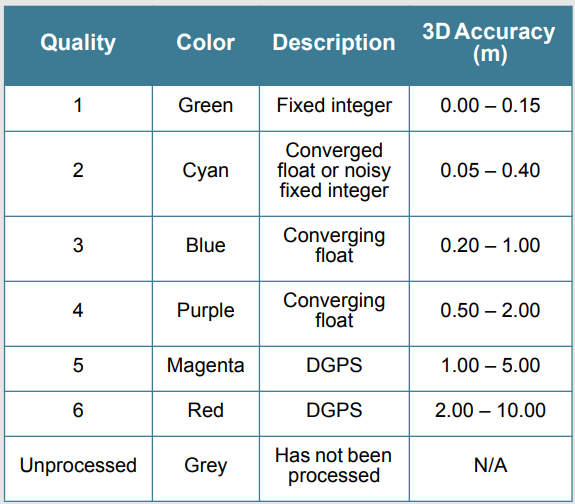 Quality Color Description 3D Accuracy
(m)
1 Green Fixed integer 0.00 – 0.15
2 Cyan Converged
float or noisy
fixed integer 0.05 – 0.40
3 Blue Converging
float 0.20 – 1.00
4 Purple Converging
float 0.50 – 2.00
5 Magenta DGPS 1.00 – 5.00
6 Red DGPS 2.00 – 10.00
Unprocessed Grey Has not been
processed N/A